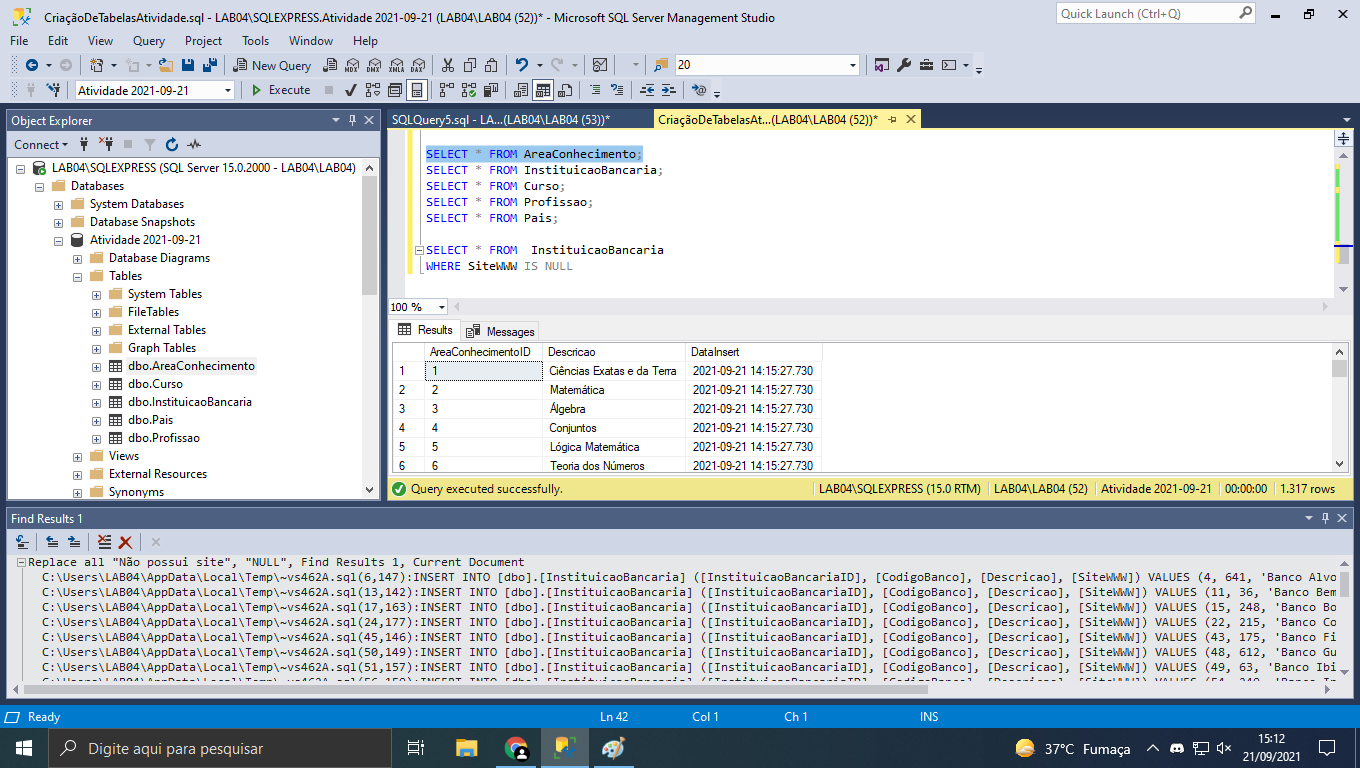 CriaçãoDeTabelasAtividade.sql - LAB04\SQLEXPRESS.Atividade 2021-09-21 (LAB04\LAB04 (52))* - Microsoft SQL Server Management Studio
Quick Launch (Ctrl+Q)
File Edit View Query Project Tools Window Help
New Query MDX DMX XMLA DAX 20
Atividade 2021-09-21 Execute
Object Explorer
Connect
LAB04\SQLEXPRESS (SQL Server 15.0.2000 - LAB04\LAB04)
Databases
System Databases
Database Snapshots
Atividade 2021-09-21
Database Diagrams
Tables
System Tables
FileTables
External Tables
Graph Tables
dbo.AreaConhecimento
dbo.Curso
dbo.InstituicaoBancaria
dbo.Pais
dbo.Profissao
Views
External Resources
Synonyms
SQLQuery5.sql - LA...(LAB04\LAB04 (53))* CriaçãoDeTabelasAt...(LAB04\LAB04 (52))*
SELECT * FROM AreaConhecimento;
SELECT * FROM InstituicaoBancaria;
SELECT * FROM Curso;
SELECT * FROM Profissao;
SELECT * FROM Pais;
SELECT * FROM  InstituicaoBancaria
WHERE SiteWWW IS NULL
100 %
Results Messages
AreaConhecimentoID Descricao DataInsert
1 1 Ciências Exatas e da Terra 2021-09-21 14:15:27.730
2 2 Matemática 2021-09-21 14:15:27.730
3 3 Álgebra 2021-09-21 14:15:27.730
4 4 Conjuntos 2021-09-21 14:15:27.730
5 5 Lógica Matemática 2021-09-21 14:15:27.730
6 6 Teoria dos Números 2021-09-21 14:15:27.730
Query executed successfully. LAB04\SQLEXPRESS (15.0 RTM) LAB04\LAB04 (52) Atividade 2021-09-21 00:00:00 1.317 rows
Find Results 1
Replace all "Não possui site", "NULL", Find Results 1, Current Document
C:\Users\LAB04\AppData\Local\Temp\~vs462A.sql(6,147):INSERT INTO [dbo].[InstituicaoBancaria] ([InstituicaoBancariaID], [CodigoBanco], [Descricao], [SiteWWW]) VALUES (4, 641, 'Banco Alvo
C:\Users\LAB04\AppData\Local\Temp\~vs462A.sql(13,142):INSERT INTO [dbo].[InstituicaoBancaria] ([InstituicaoBancariaID], [CodigoBanco], [Descricao], [SiteWWW]) VALUES (11, 36, 'Banco Bem
C:\Users\LAB04\AppData\Local\Temp\~vs462A.sql(17,163):INSERT INTO [dbo].[InstituicaoBancaria] ([InstituicaoBancariaID], [CodigoBanco], [Descricao], [SiteWWW]) VALUES (15, 248, 'Banco Bo
C:\Users\LAB04\AppData\Local\Temp\~vs462A.sql(24,177):INSERT INTO [dbo].[InstituicaoBancaria] ([InstituicaoBancariaID], [CodigoBanco], [Descricao], [SiteWWW]) VALUES (22, 215, 'Banco Co
C:\Users\LAB04\AppData\Local\Temp\~vs462A.sql(45,146):INSERT INTO [dbo].[InstituicaoBancaria] ([InstituicaoBancariaID], [CodigoBanco], [Descricao], [SiteWWW]) VALUES (43, 175, 'Banco Fi
C:\Users\LAB04\AppData\Local\Temp\~vs462A.sql(50,149):INSERT INTO [dbo].[InstituicaoBancaria] ([InstituicaoBancariaID], [CodigoBanco], [Descricao], [SiteWWW]) VALUES (48, 612, 'Banco Gu
C:\Users\LAB04\AppData\Local\Temp\~vs462A.sql(51,157):INSERT INTO [dbo].[InstituicaoBancaria] ([InstituicaoBancariaID], [CodigoBanco], [Descricao], [SiteWWW]) VALUES (49, 63, 'Banco Ibi
Ready Ln 42 Col 1 Ch 1 INS
Digite aqui para pesquisar 37°C Fumaça 15:12
21/09/2021